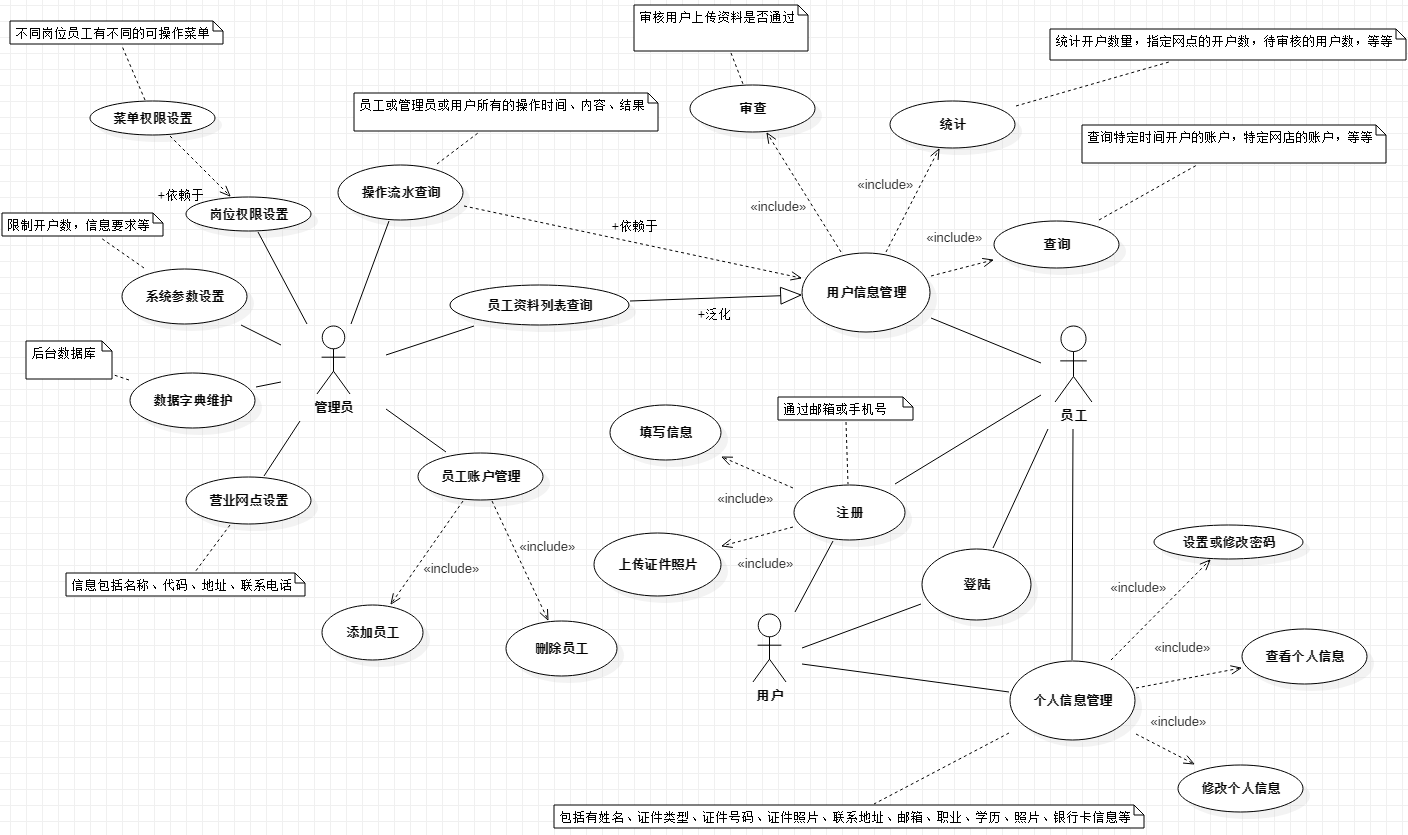 审核用户上传资料是否通过
不同岗位员工有不同的可操作菜单
统计开户数量，指定网点的开户数，待审核的用户数，等等
员工或管理员或用户所有的操作时间、内容、结果
审查
菜单权限设置
统计
查询特定时间开户的账户，特定网店的账户，等等
«include»
操作流水查询
+依赖于
«include»
岗位权限设置
限制开户数，信息要求等
+依赖于
«include»
查询
系统参数设置
用户信息管理
员工资料列表查询
+泛化
后台数据库
数据字典维护
管理员
通过邮箱或手机号
员工
填写信息
员工账户管理
营业网点设置
«include»
注册
设置或修改密码
«include»
上传证件照片
«include»
«include»
信息包括名称、代码、地址、联系电话
登陆
«include»
添加员工
删除员工
«include»
查看个人信息
用户
个人信息管理
«include»
修改个人信息
包括有姓名、证件类型、证件号码、证件照片、联系地址、邮箱、职业、学历、照片、银行卡信息等